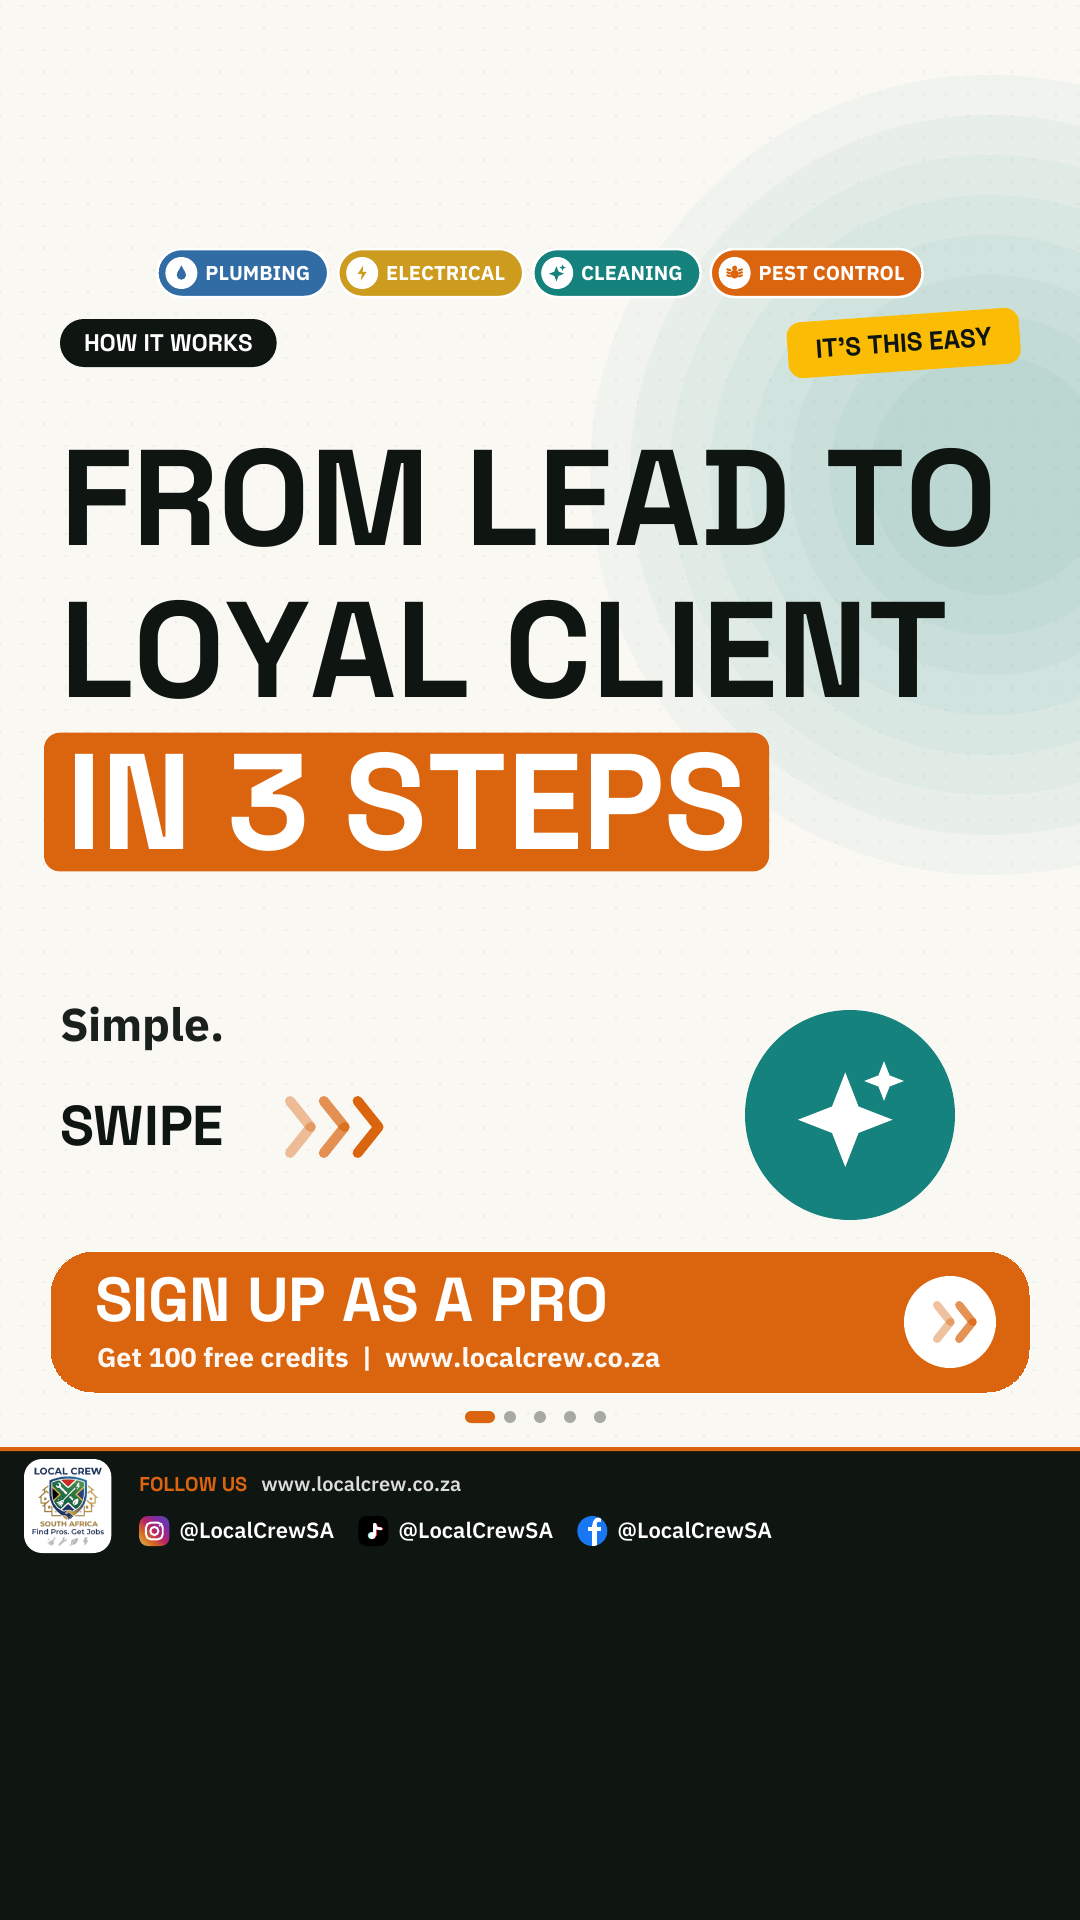 PLUMBING ELECTRICAL CLEANING PEST CONTROL
HOW IT WORKS
IT'S THIS EASY
FROM LEAD TO
LOYAL CLIENT
IN 3 STEPS
Simple.
SWIPE
SIGN UP AS A PRO
Get 100 free credits | www.localcrew.co.za
LOCAL CREW
SOUTH AFRICA
Find Pros. Get Jobs
FOLLOW US www.localcrew.co.za
@LocalCrewSA @LocalCrewSA @LocalCrewSA